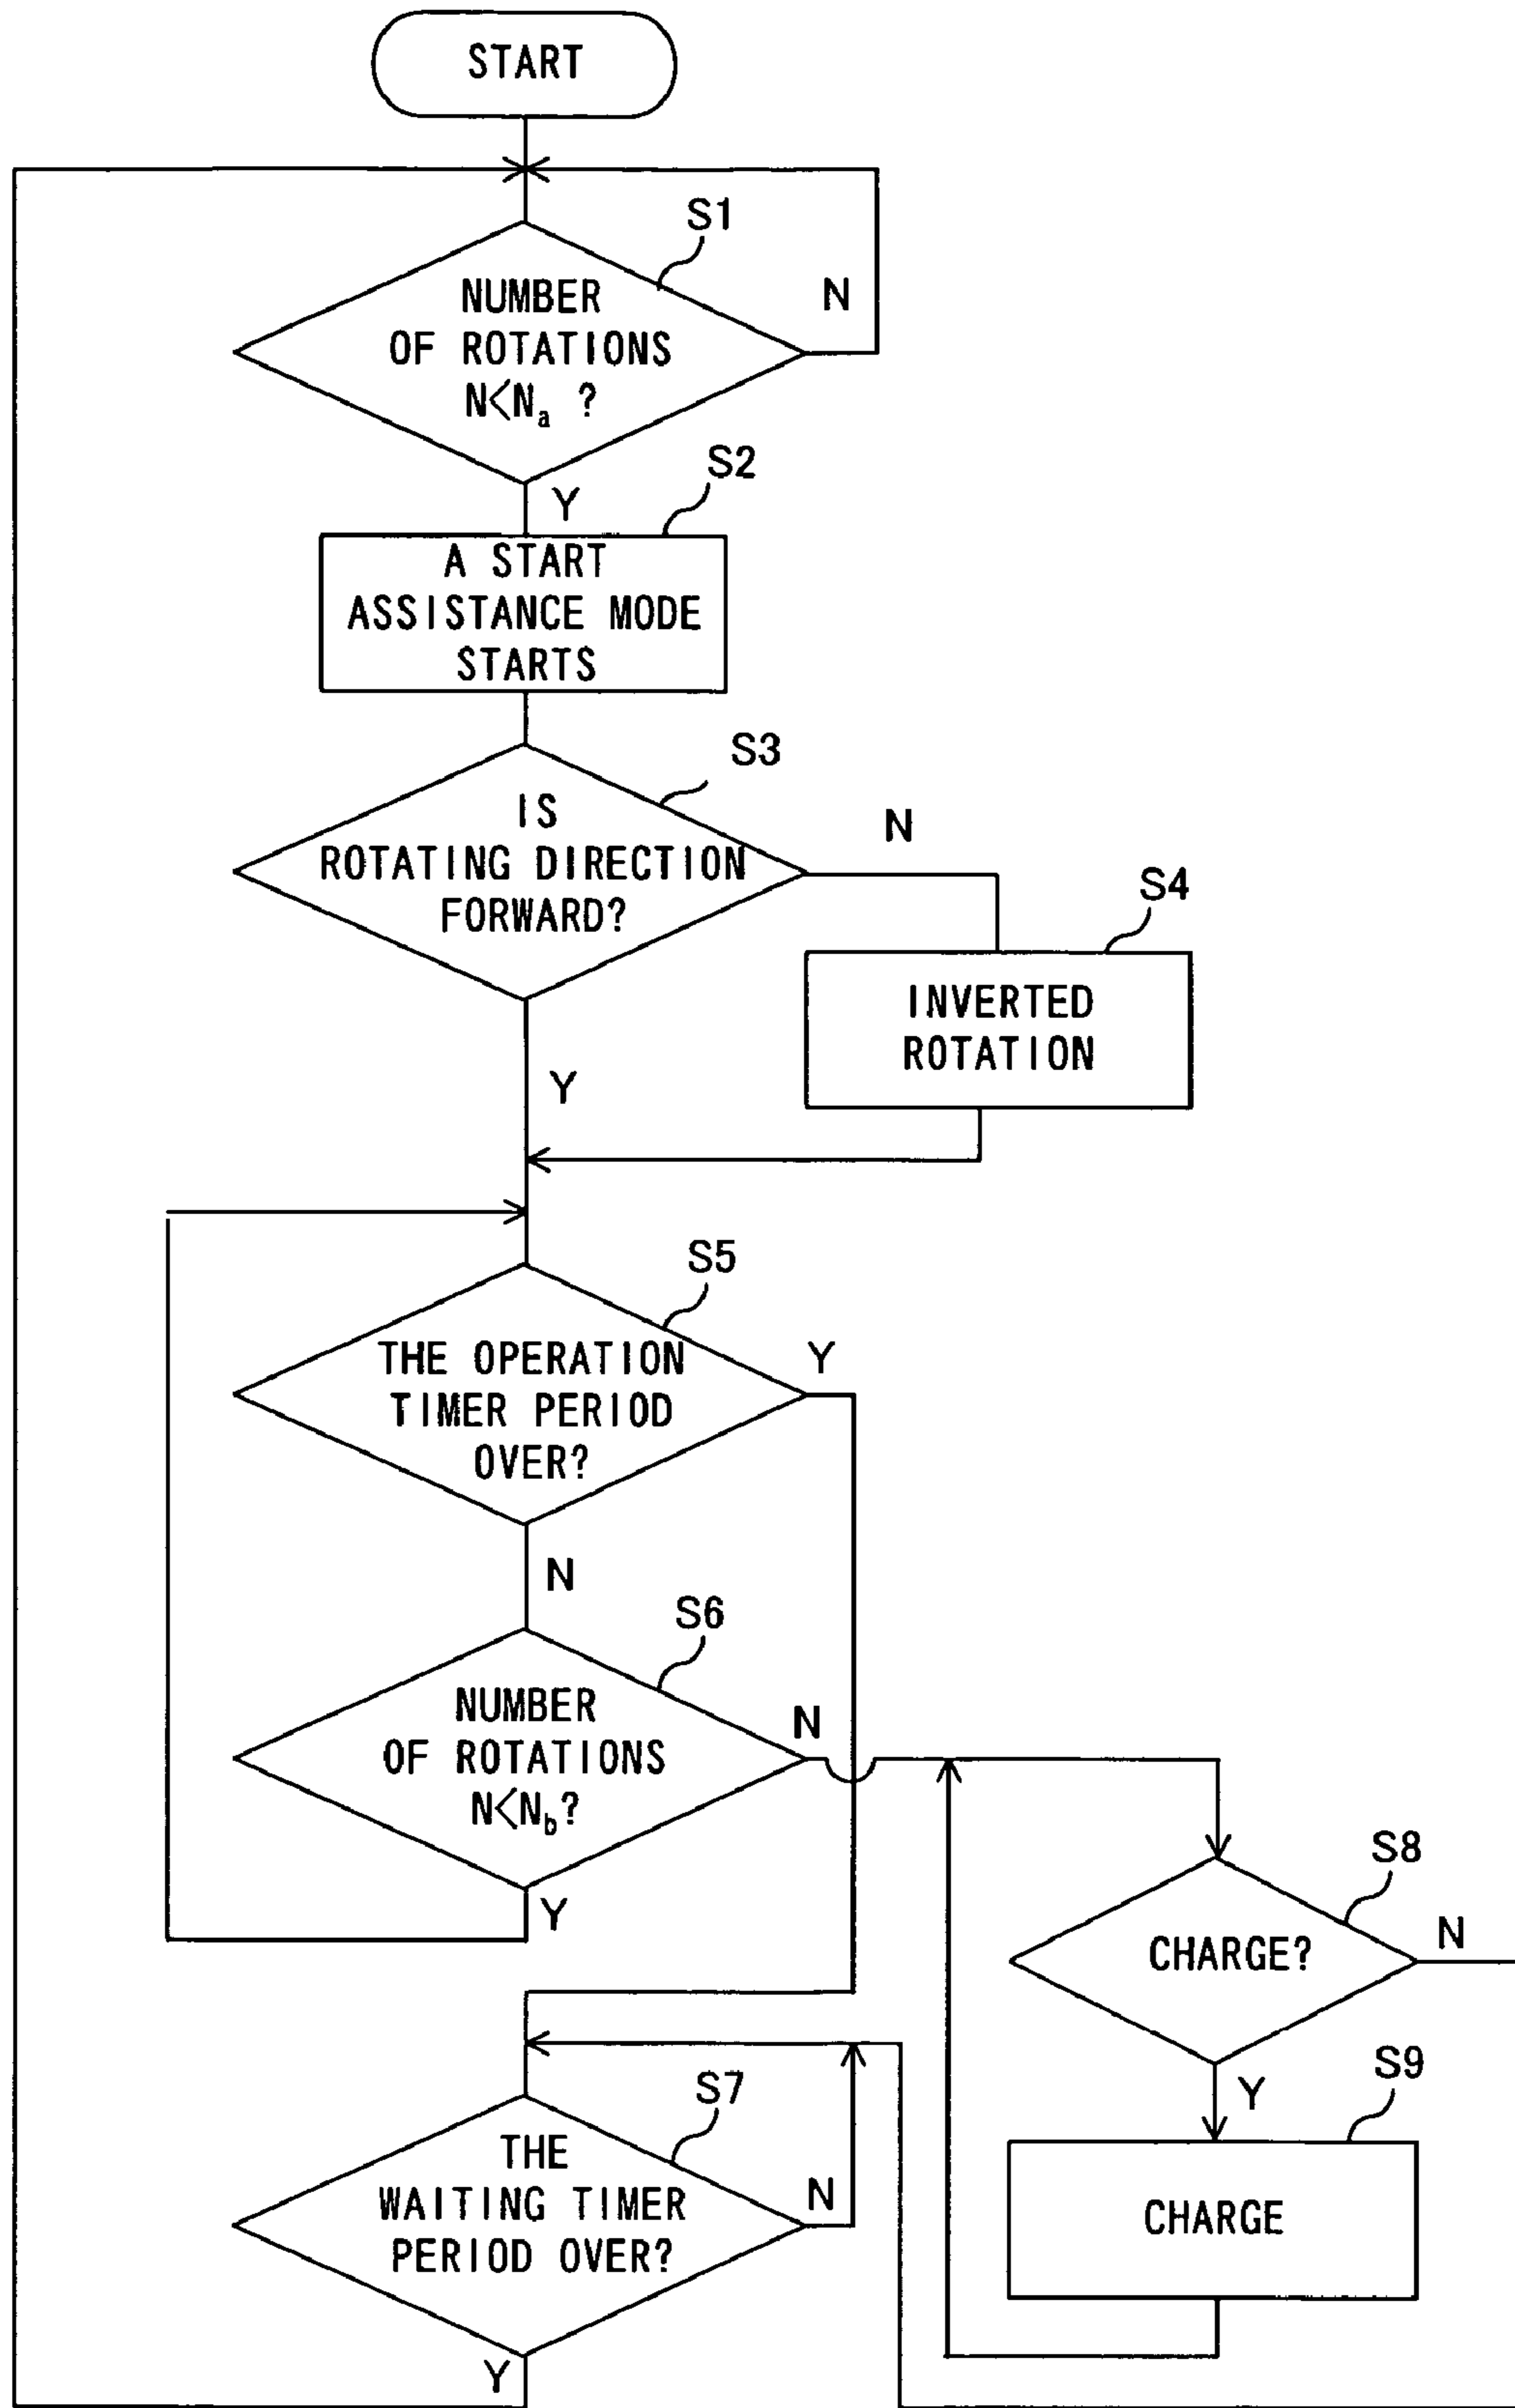 START
S1
NUMBER
OF ROTATIONS
N<Na ?
N
Y
S2
A START
ASSISTANCE MODE
STARTS
S3
IS
ROTATING DIRECTION
FORWARD?
N
S4
INVERTED
ROTATION
Y
S5
THE OPERATION
TIMER PERIOD
OVER?
Y
N
S6
NUMBER
OF ROTATIONS
N<Nb?
N
Y
S8
CHARGE?
N
Y
S7
THE
WAITING TIMER
PERIOD OVER?
N
Y
S9
CHARGE